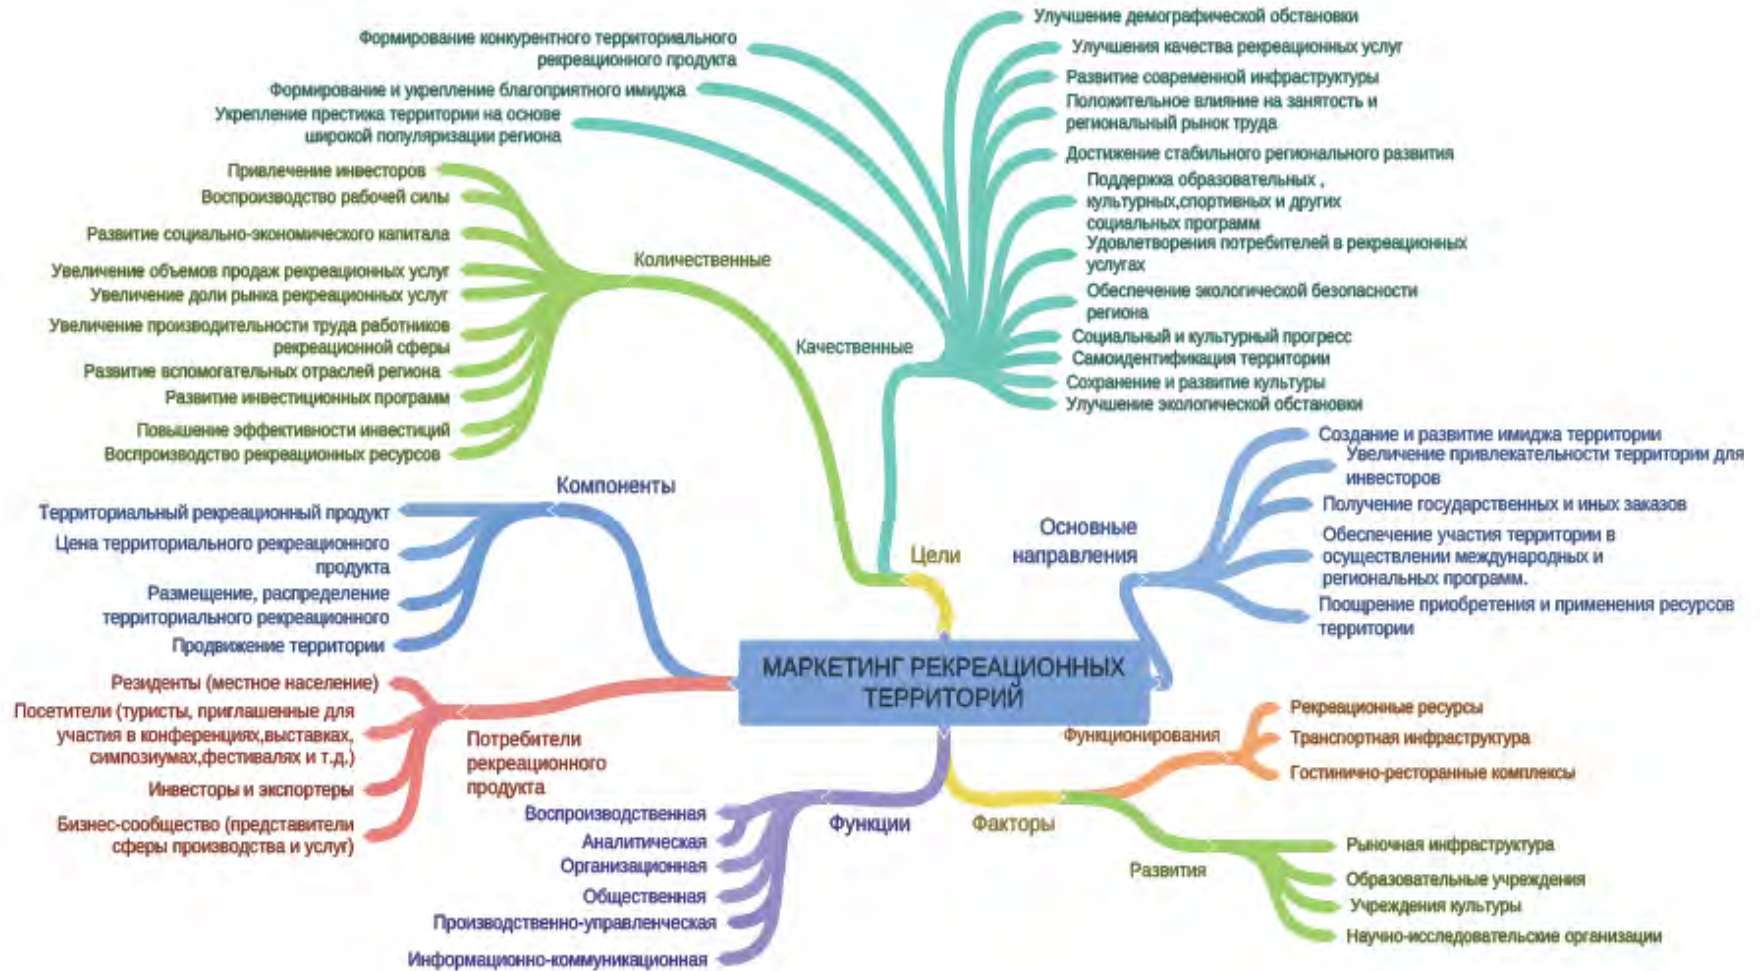 Формирование конкурентного территориального
рекреационного продукта
Формирование и укрепление благоприятного имиджа
Укрепление престижа территории на основе
широкой популяризации региона
Улучшение демографической обстановки
Улучшения качества рекреационных услуг
Развитие современной инфраструктуры
Положительное влияние на занятость и
региональный рынок труда
Достижение стабильного регионального развития
Поддержка образовательных ,
культурных,спортивных и других
социальных программ
Удовлетворения потребителей в рекреационных
услугах
Обеспечение экологической безопасности
региона
Социальный и культурный прогресс
Самоидентификация территории
Сохранение и развитие культуры
Улучшение экологической обстановки
Качественные
Привлечение инвесторов
Воспроизводство рабочей силы
Развитие социально-экономического капитала
Увеличение объемов продаж рекреационных услуг
Увеличение доли рынка рекреационных услуг
Увеличение производительности труда работников
рекреационной сферы
Развитие вспомогательных отраслей региона
Развитие инвестиционных программ
Повышение эффективности инвестиций
Воспроизводство рекреационных ресурсов
Количественные
Цели
Компоненты
Территориальный рекреационный продукт
Цена территориального рекреационного
продукта
Размещение, распределение
территориального рекреационного
Продвижение территории
Основные
направления
Создание и развитие имиджа территории
Увеличение привлекательности территории для
инвесторов
Получение государственных и иных заказов
Обеспечение участия территории в
осуществлении международных и
региональных программ.
Поощрение приобретения и применения ресурсов
территории
МАРКЕТИНГ РЕКРЕАЦИОННЫХ
ТЕРРИТОРИЙ
Резиденты (местное население)
Посетители (туристы, приглашенные для
участия в конференциях,выставках,
симпозиумах,фестивалях и т.д.)
Инвесторы и экспортеры
Бизнес-сообщество (представители
сферы производства и услуг)
Потребители
рекреационного
продукта
Функции
Воспроизводственная
Аналитическая
Организационная
Общественная
Производственно-управленческая
Информационно-коммуникационная
Факторы
Функционирования
Рекреационные ресурсы
Транспортная инфраструктура
Гостинично-ресторанные комплексы
Развития
Рыночная инфраструктура
Образовательные учреждения
Учреждения культуры
Научно-исследовательские организации